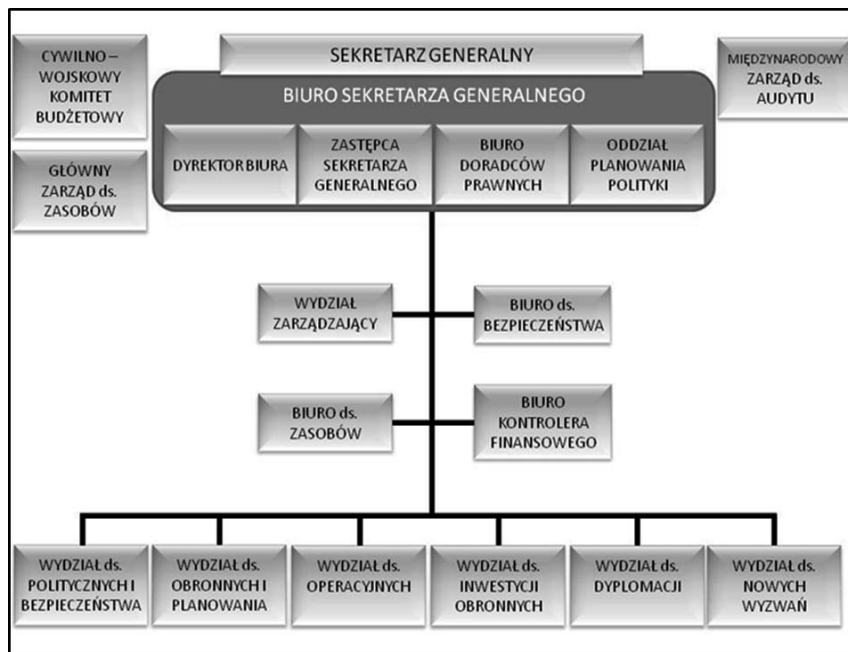 CYWILNO –
WOJSKOWY
KOMITET
BUDŻETOWY
SEKRETARZ GENERALNY
MIĘDZYNARODOWY
ZARZĄD ds.
AUDYTU
BIURO SEKRETARZA GENERALNEGO
GŁÓWNY
ZARZĄD ds.
ZASOBÓW
DYREKTOR BIURA
ZASTĘPCA
SEKRETARZA
GENERALNEGO
BIURO
DORADCÓW
PRAWNYCH
ODDZIAŁ
PLANOWANIA
POLITYKI
WYDZIAŁ
ZARZĄDZAJĄCY
BIURO ds.
BEZPIECZEŃSTWA
BIURO ds.
ZASOBÓW
BIURO
KONTROLERA
FINANSOWEGO
WYDZIAŁ ds.
POLITYCZNYCH I
BEZPIECZEŃSTWA
WYDZIAŁ ds.
OBRONNYCH I
PLANOWANIA
WYDZIAŁ ds.
OPERACYJNYCH
WYDZIAŁ ds.
INWESTYCJI
OBRONNYCH
WYDZIAŁ ds.
DYPLOMACJI
WYDZIAŁ ds.
NOWYCH
WYZWAŃ